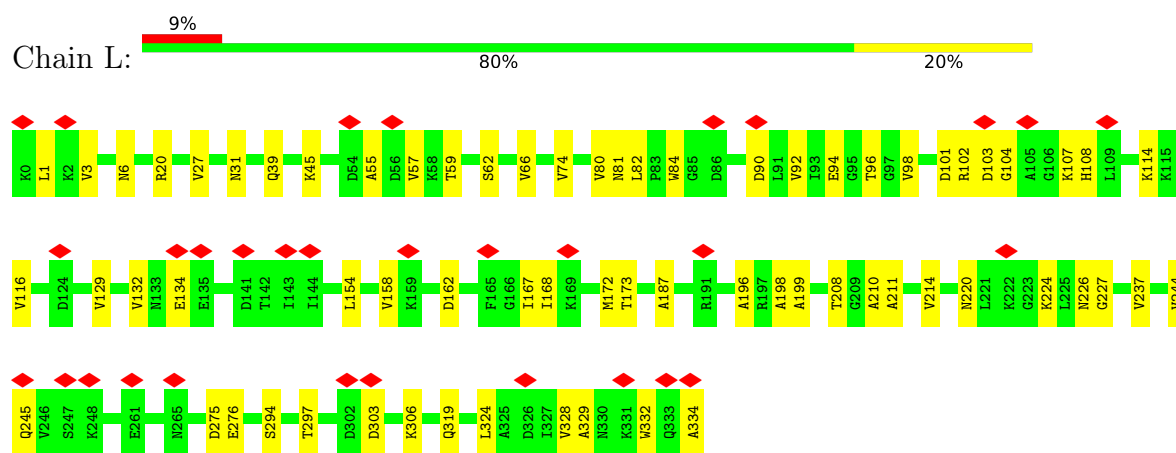 9%
Chain L:
80% 20%
K0 L1 K2 V3 N6 R20 V27 N31 Q39 K45 D54 A55 D56 V57 K58 T59 S62 V66 V74 V80 N81 L82 P83 W84 G85 D86 D90 L91 V92 I93 E94 G95 T96 G97 V98 D101 R102 D103 G104 A105 G106 K107 H108 L109 K114 K115
V116 D124 V129 V132 N133 E134 E135 D141 T142 I143 I144 L154 V158 K159 D162 F165 G166 I167 I168 K169 M172 T173 A187 R191 A196 R197 A198 A199 T208 G209 A210 A211 V214 N220 L221 K222 G223 K224 L225 N226 G227 V237
Q245 V246 S247 K248 E261 N265 D275 E276 S294 T297 D302 D303 K306 Q319 L324 A325 D326 I327 V328 A329 N330 K331 W332 Q333 A334